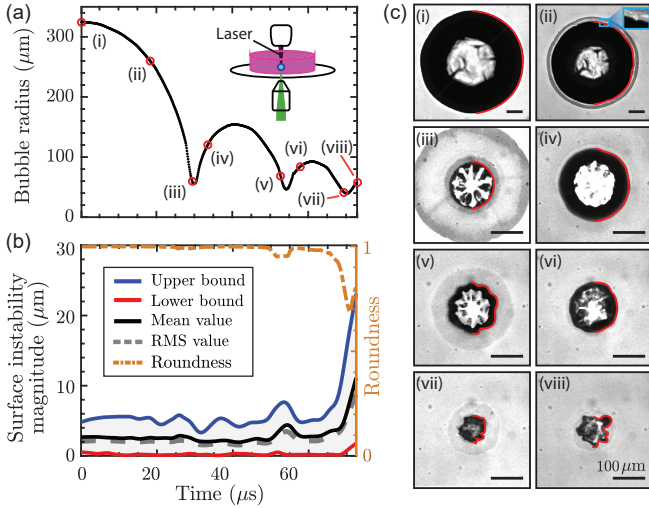 (a)
Bubble radius (µm)
300
200
100
0
(i)
(ii)
(iii)
(iv)
(v)
(vi)
(vii)
(viii)
Laser
(b)
Surface instability
magnitude (µm)
30
20
10
0
Upper bound
Lower bound
Mean value
RMS value
Roundness
1
0
Roundness
0
20
40
60
Time (µs)
(c)
(i)
(ii)
(iii)
(iv)
(v)
(vi)
(vii)
(viii)
100 µm